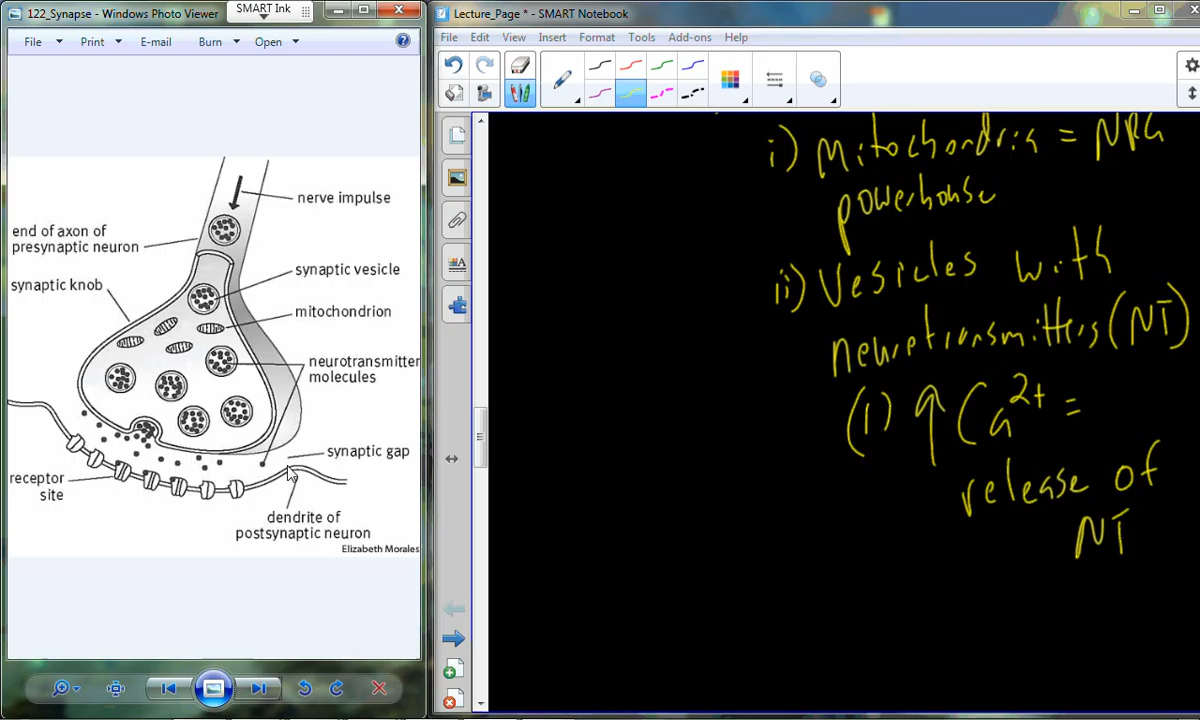 122_Synapse - Windows Photo Viewer
SMART Ink
File Print E-mail Burn Open
nerve impulse
end of axon of
presynaptic neuron
synaptic vesicle
synaptic knob
mitochondrion
neurotransmitter
molecules
synaptic gap
receptor
site
dendrite of
postsynaptic neuron
Elizabeth Morales
Lecture_Page * - SMART Notebook
File Edit View Insert Format Tools Add-ons Help
i) Mitochondria = NRG
powerhouse
ii) Vesicles with
neurotransmitters (NT)
(1) ↑ Ca²⁺ =
release of
NT